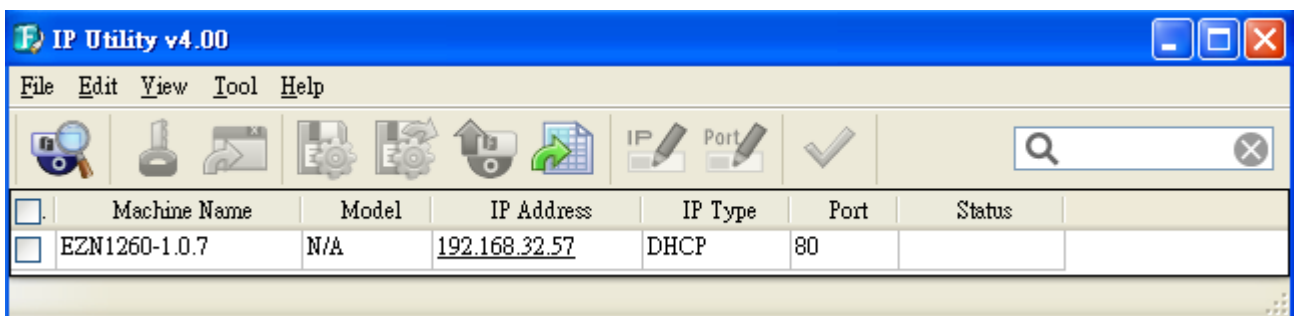 IP Utility v4.00
File Edit View Tool Help
IP Port
. Machine Name Model IP Address IP Type Port Status
EZN1260-1.0.7 N/A 192.168.32.57 DHCP 80